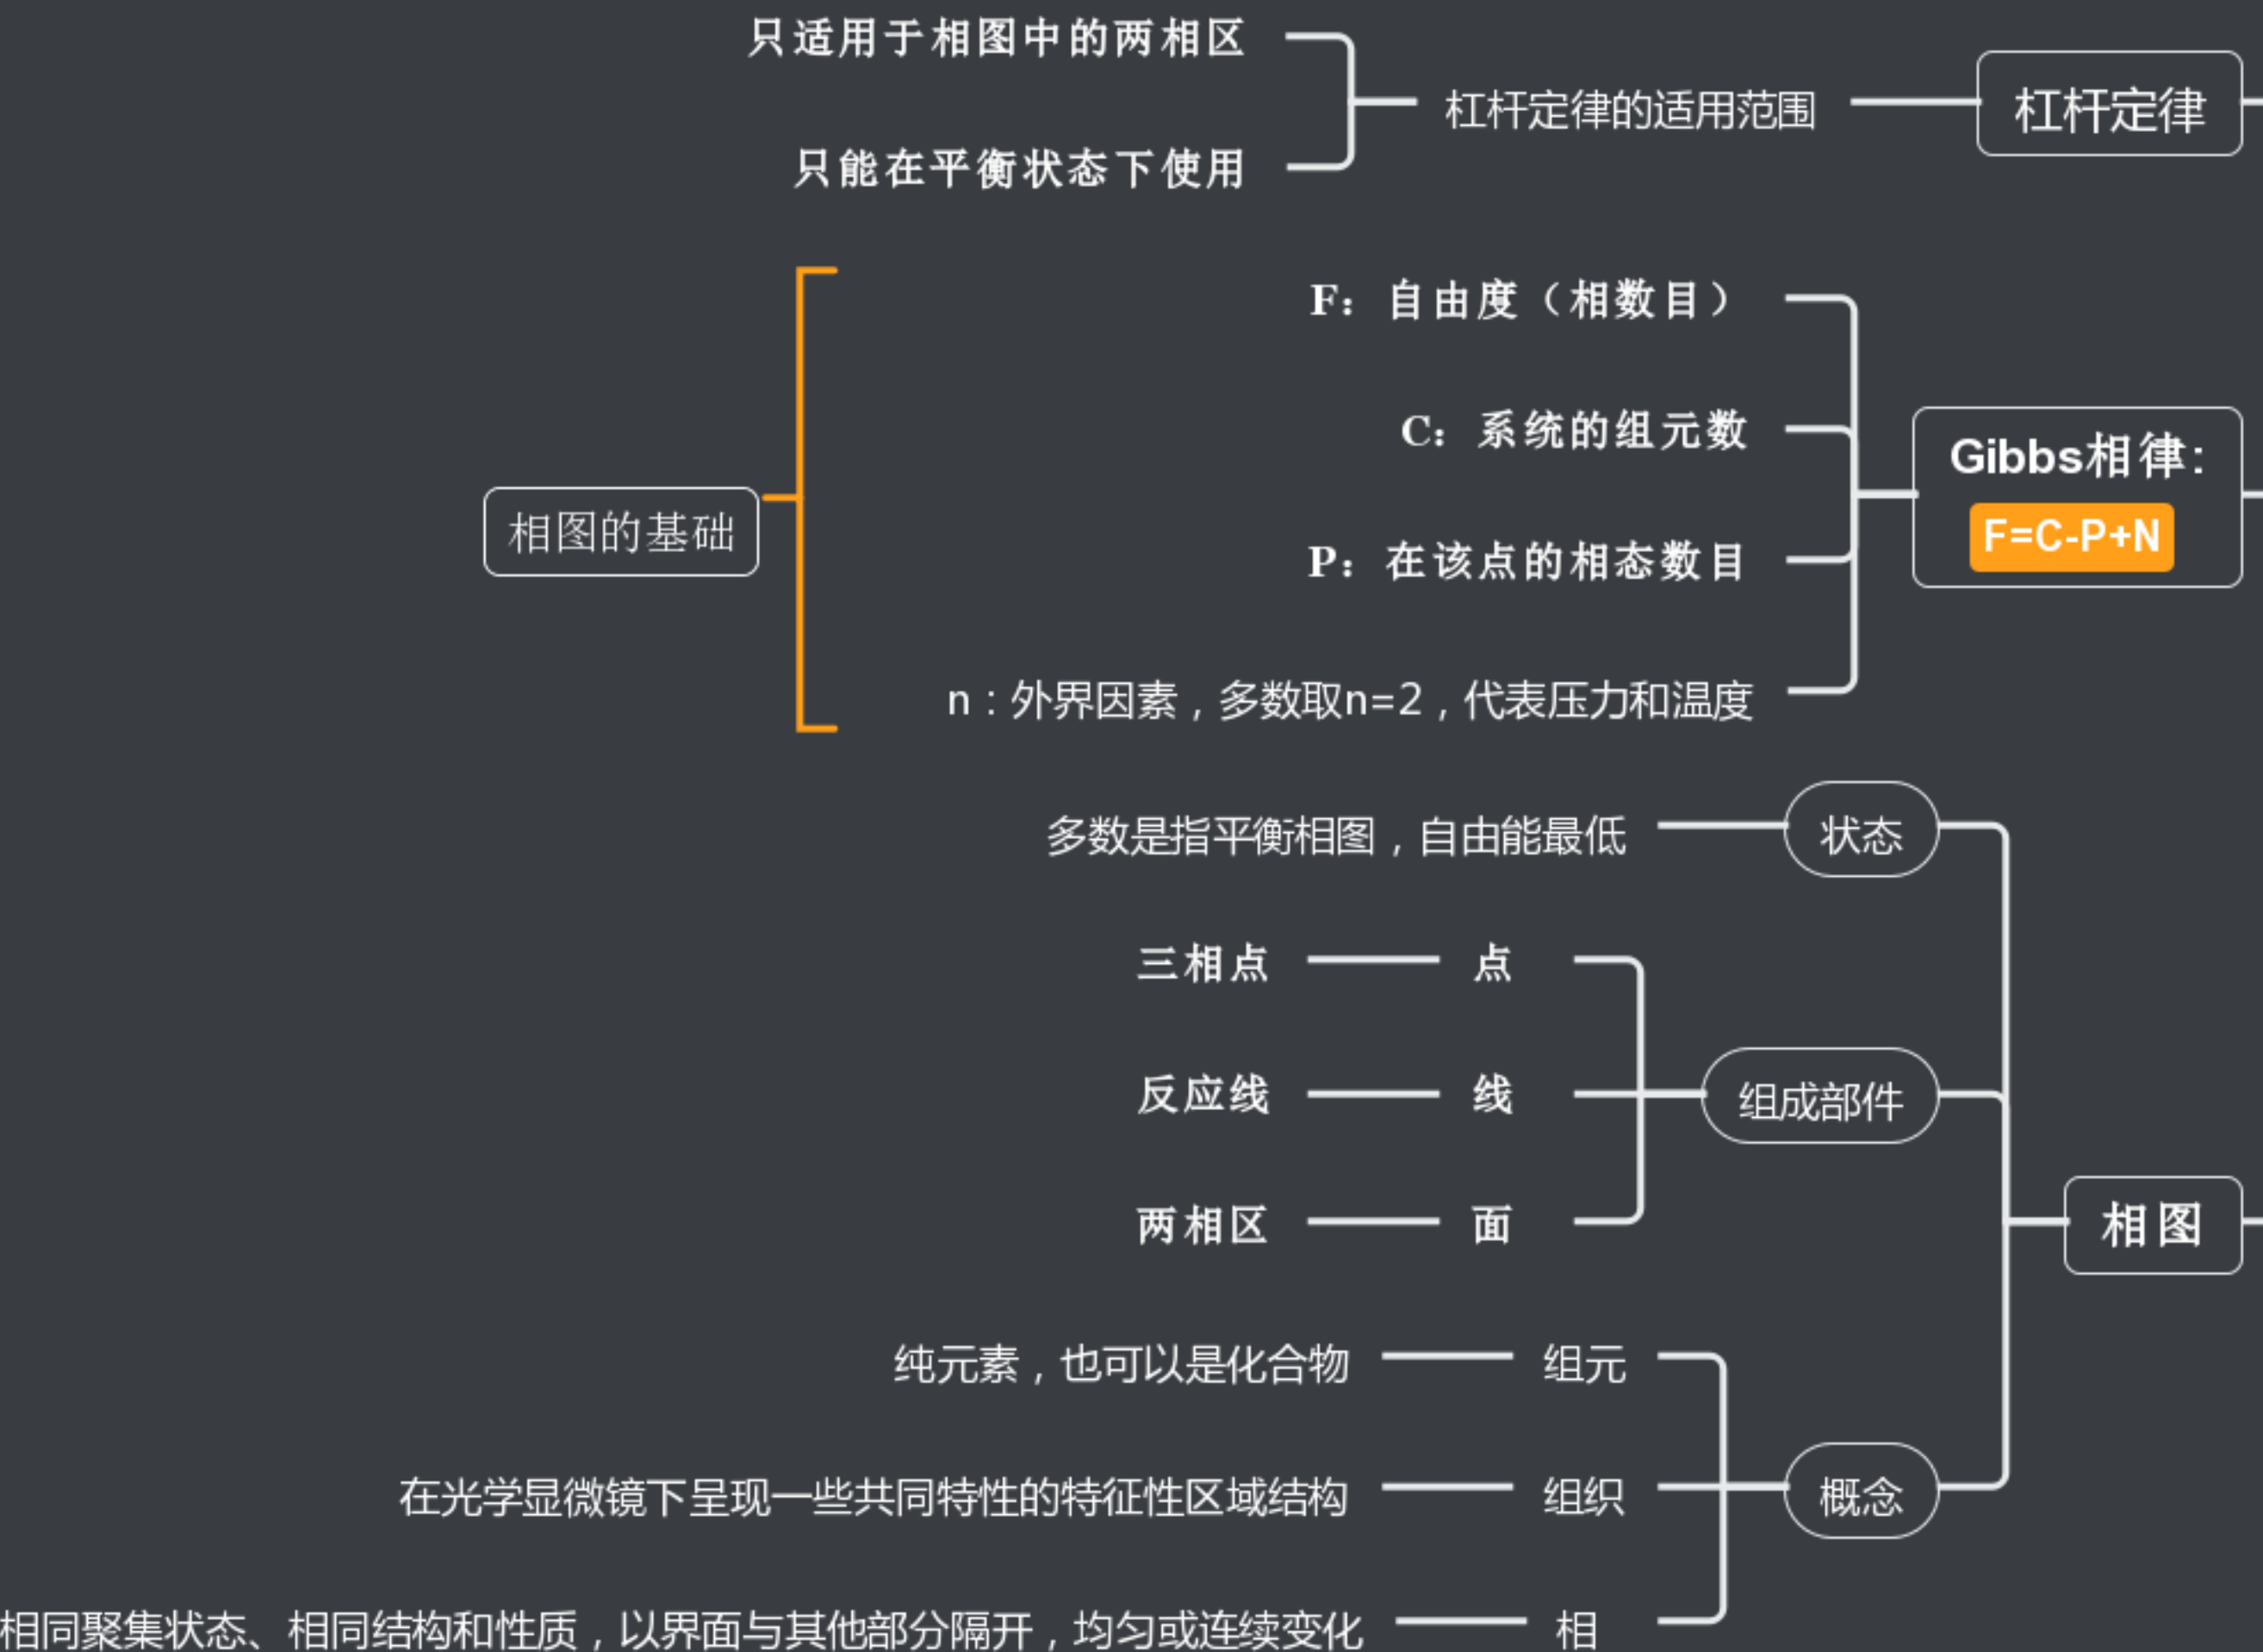 只适用于相图中的两相区
杠杆定律的适用范围
杠杆定律
只能在平衡状态下使用
F：自由度（相数目）
C：系统的组元数
Gibbs相律：
F=C-P+N
相图的基础
P：在该点的相态数目
n：外界因素，多数取n=2，代表压力和温度
多数是指平衡相图，自由能最低
状态
三相点
点
反应线
线
组成部件
两相区
面
相图
纯元素，也可以是化合物
组元
在光学显微镜下呈现一些共同特性的特征性区域结构
组织
概念
相同聚集状态、相同结构和性质，以界面与其他部分隔开，均匀或连续变化
相